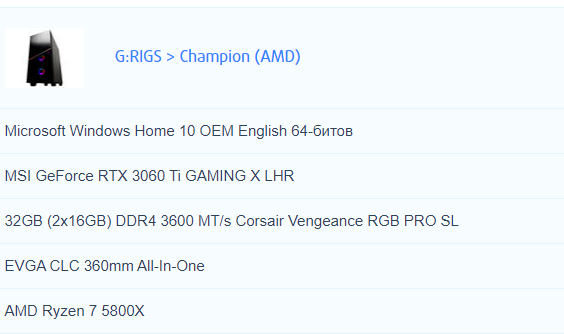 G:RIGS > Champion (AMD)
Microsoft Windows Home 10 OEM English 64-битов
MSI GeForce RTX 3060 Ti GAMING X LHR
32GB (2x16GB) DDR4 3600 MT/s Corsair Vengeance RGB PRO SL
EVGA CLC 360mm All-In-One
AMD Ryzen 7 5800X